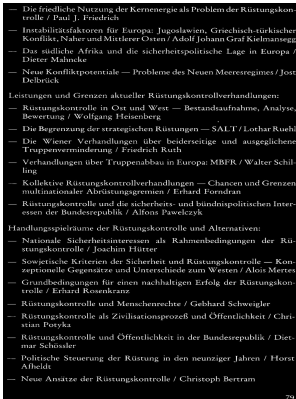 — Die friedliche Nutzung der Kernenergie als Problem der Rüstungskon-
trolle / Paul J. Friedrich
— Instabilitätsfaktoren für Europa: Jugoslawien, Griechisch-türkischer
Konflikt, Naher und Mittlerer Osten / Adolf Johann Graf Kielmansegg
— Das südliche Afrika und die sicherheitspolitische Lage in Europa /
Dieter Mahncke
— Neue Konfliktpotentiale — Probleme des Neuen Meeresregimes / Jost
Delbrück
Leistungen und Grenzen aktueller Rüstungskontrollverhandlungen:
— Rüstungskontrolle in Ost und West — Bestandsaufnahme, Analyse,
Bewertung / Wolfgang Heisenberg
— Die Begrenzung der strategischen Rüstungen — SALT / Lothar Ruehl
— Die Wiener Verhandlungen über beiderseitige und ausgeglichene
Truppenverminderung / Friedrich Ruth
— Verhandlungen über Truppenabbau in Europa: MBFR / Walter Schil-
ling
— Kollektive Rüstungskontrollverhandlungen — Chancen und Grenzen
multinationaler Abrüstungsgremien / Erhard Forndran
— Rüstungskontrolle und die sicherheits- und bündnispolitischen Inter-
essen der Bundesrepublik / Alfons Pawelczyk
Handlungsspielräume der Rüstungskontrolle und Alternativen:
— Nationale Sicherheitsinteressen als Rahmenbedingungen der Rü-
stungskontrolle / Joachim Hütter
— Sowjetische Kriterien der Sicherheit und Rüstungskontrolle — Kon-
zeptionelle Gegensätze und Unterschiede zum Westen / Alois Mertes
— Grundbedingungen für einen nachhaltigen Erfolg der Rüstungskon-
trolle / Erhard Rosenkranz
— Rüstungskontrolle und Menschenrechte / Gebhard Schweigler
— Rüstungskontrolle als Zivilisationsprozeß und Öffentlichkeit / Chri-
stian Potyka
— Rüstungskontrolle und Öffentlichkeit in der Bundesrepublik / Diet-
mar Schössler
— Politische Steuerung der Rüstung in den neunziger Jahren / Horst
Afheldt
— Neue Ansätze der Rüstungskontrolle / Christoph Bertram
79